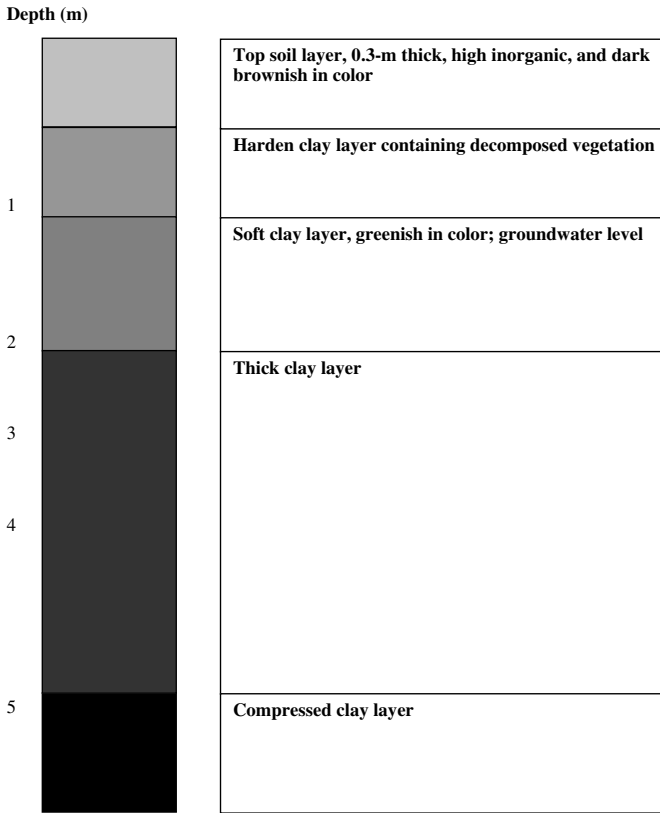 Depth (m)
Top soil layer, 0.3-m thick, high inorganic, and dark
brownish in color
Harden clay layer containing decomposed vegetation
1
Soft clay layer, greenish in color; groundwater level
2
Thick clay layer
3
4
5
Compressed clay layer